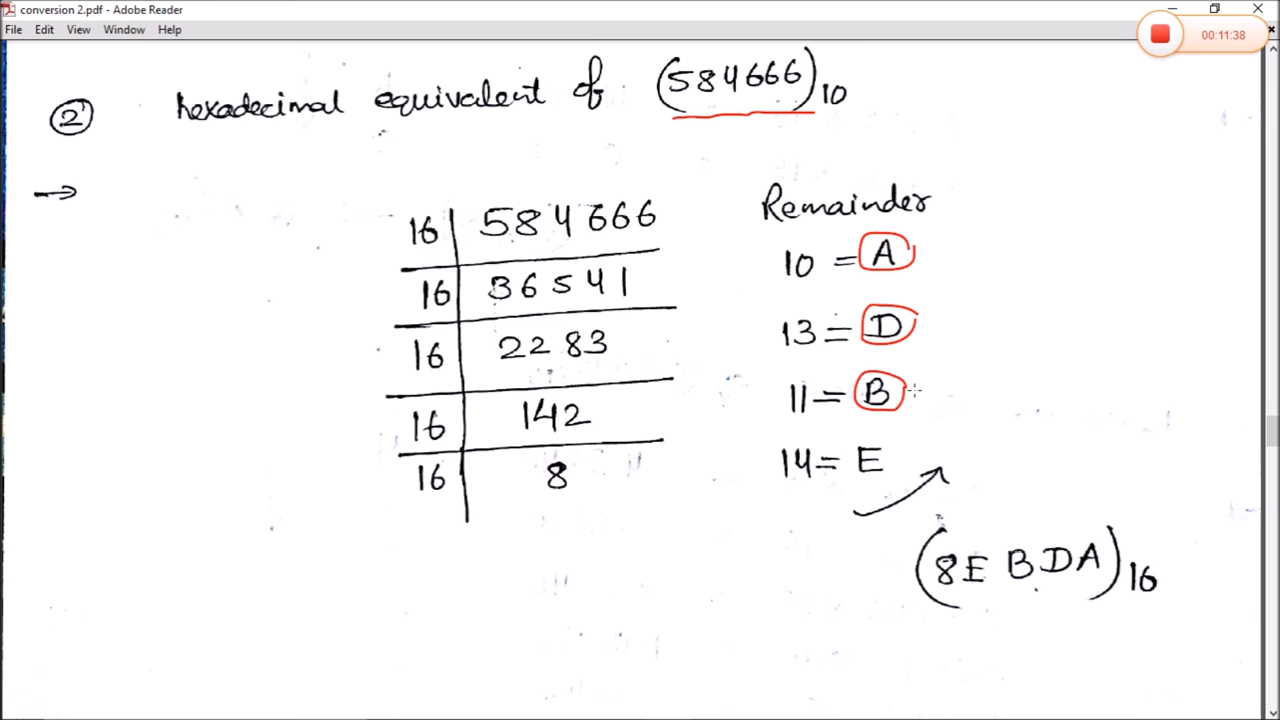 conversion 2.pdf - Adobe Reader
File Edit View Window Help
00:11:38
② hexadecimal equivalent of (584666)₁₀
→
Remainder
16 584666
10 = A
16 36541
13 = D
16 2283
11 = B
16 142
14 = E
16 8
(8EBDA)₁₆